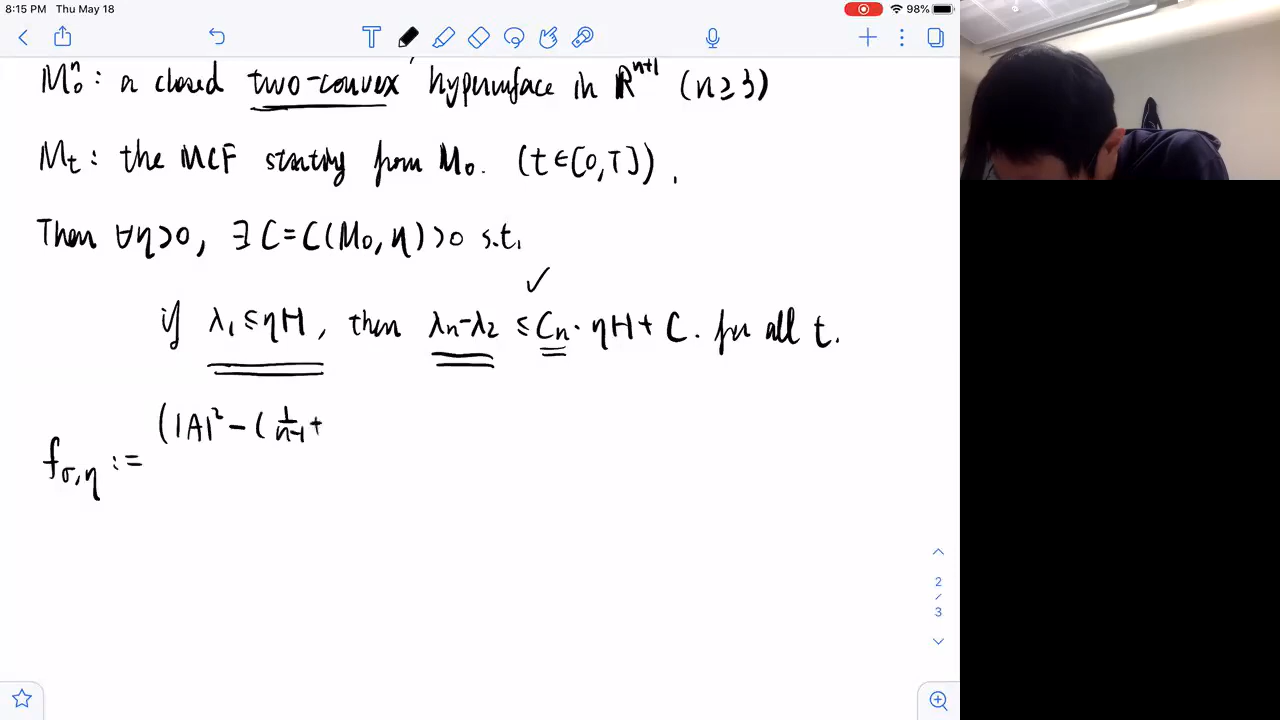 8:15 PM Thu May 18
98%
M₀ⁿ : a closed two-convex hypersurface in ℝⁿ⁺¹ (n ≥ 3)
Mt : the MCF starting from M₀. (t ∈ [0,T]).
Then ∀η>0, ∃ C = C(M₀, η) > 0 s.t.
✓
if λ₁ ≤ ηH, then λn-λ₂ ≤ Cn · ηH + C. for all t.
(|A|² - (1/(n-1) +
fσ,η :=
2
/
3